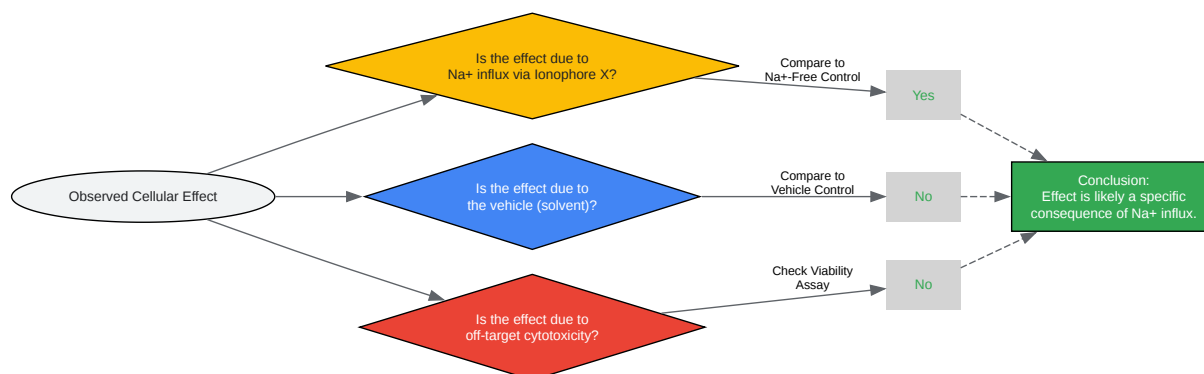 Is the effect due to
Na+ influx via Ionophore X?
Compare to
Na+-Free Control
Yes
Observed Cellular Effect
Is the effect due to
the vehicle (solvent)?
Compare to
Vehicle Control
No
Conclusion:
Effect is likely a specific
consequence of Na+ influx.
Is the effect due to
off-target cytotoxicity?
Check Viability
Assay
No